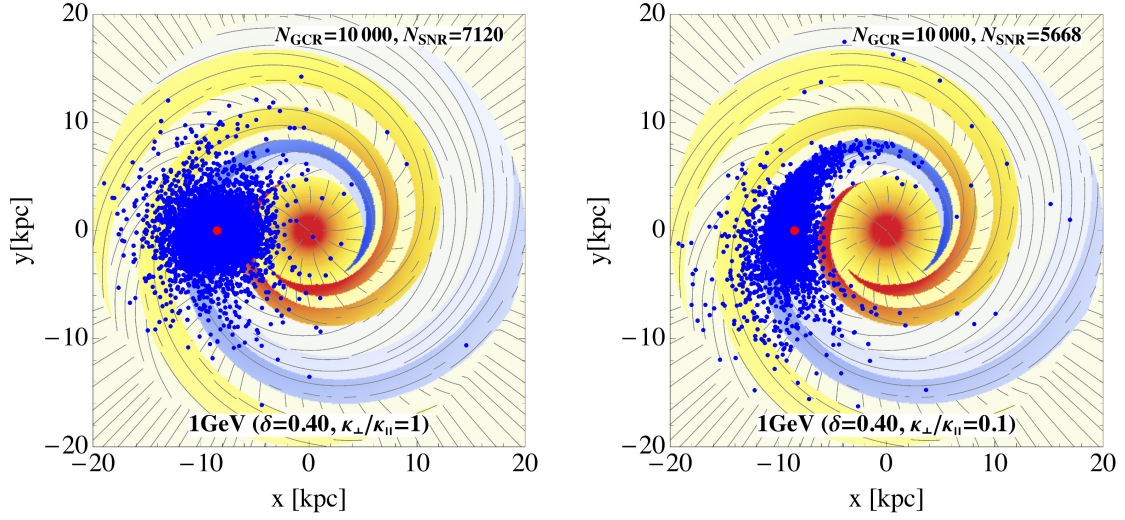 N_GCR=10 000, N_SNR=7120
20
10
0
−10
−20
y[kpc]
1GeV (δ=0.40, κ⊥/κ||=1)
−20 −10 0 10 20
x [kpc]
N_GCR=10 000, N_SNR=5668
20
10
0
−10
−20
y[kpc]
1GeV (δ=0.40, κ⊥/κ||=0.1)
−20 −10 0 10 20
x [kpc]